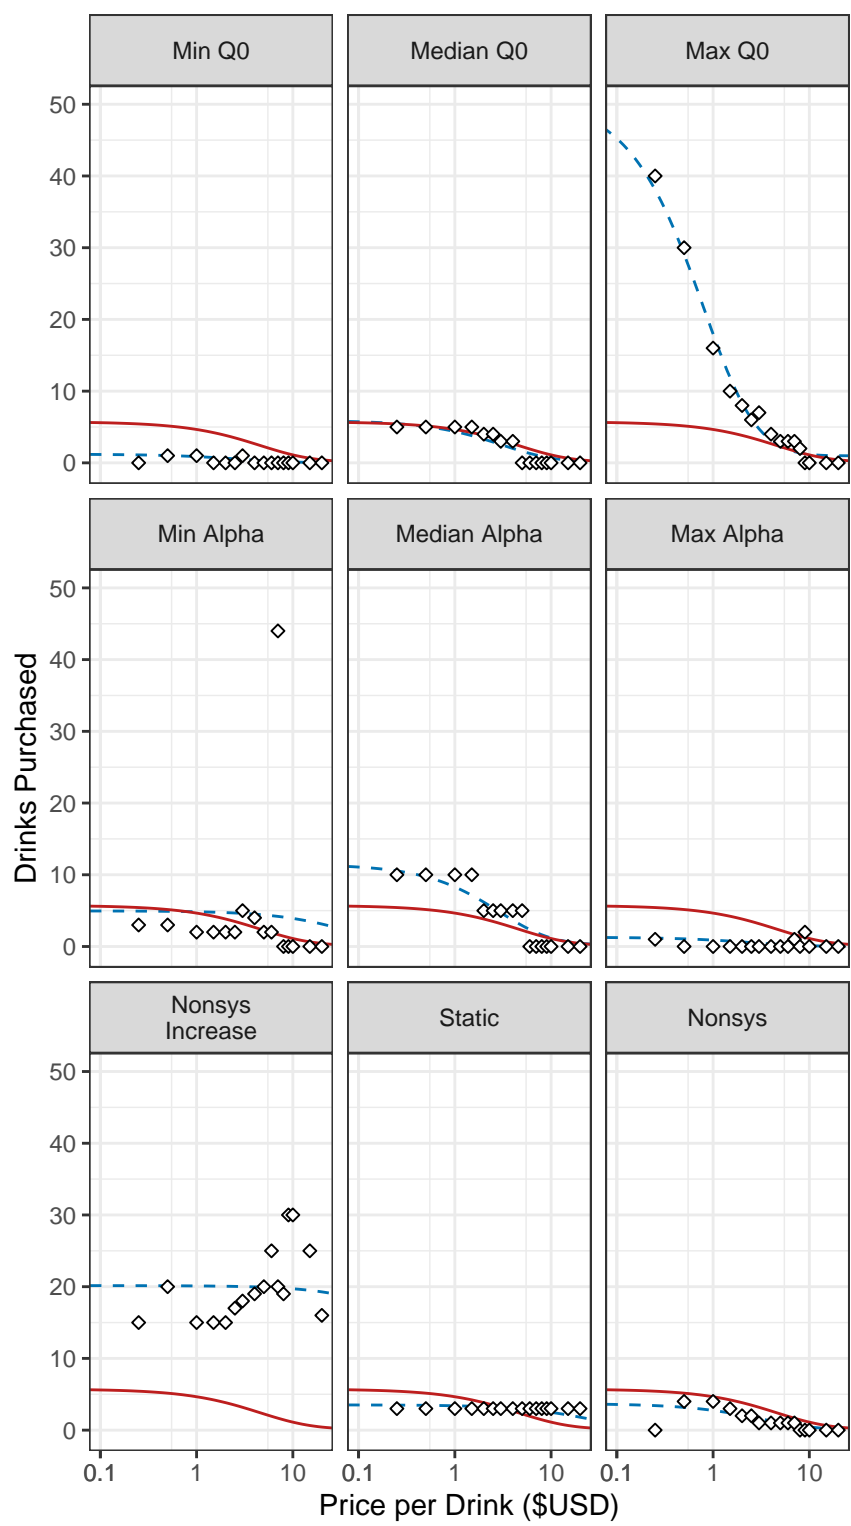 Min Q0
Median Q0
Max Q0
50
40
30
20
10
0
Min Alpha
Median Alpha
Max Alpha
50
40
30
20
10
0
Nonsys
Increase
Static
Nonsys
50
40
30
20
10
0
0.1 1 10
0.1 1 10
0.1 1 10
Drinks Purchased
Price per Drink ($USD)